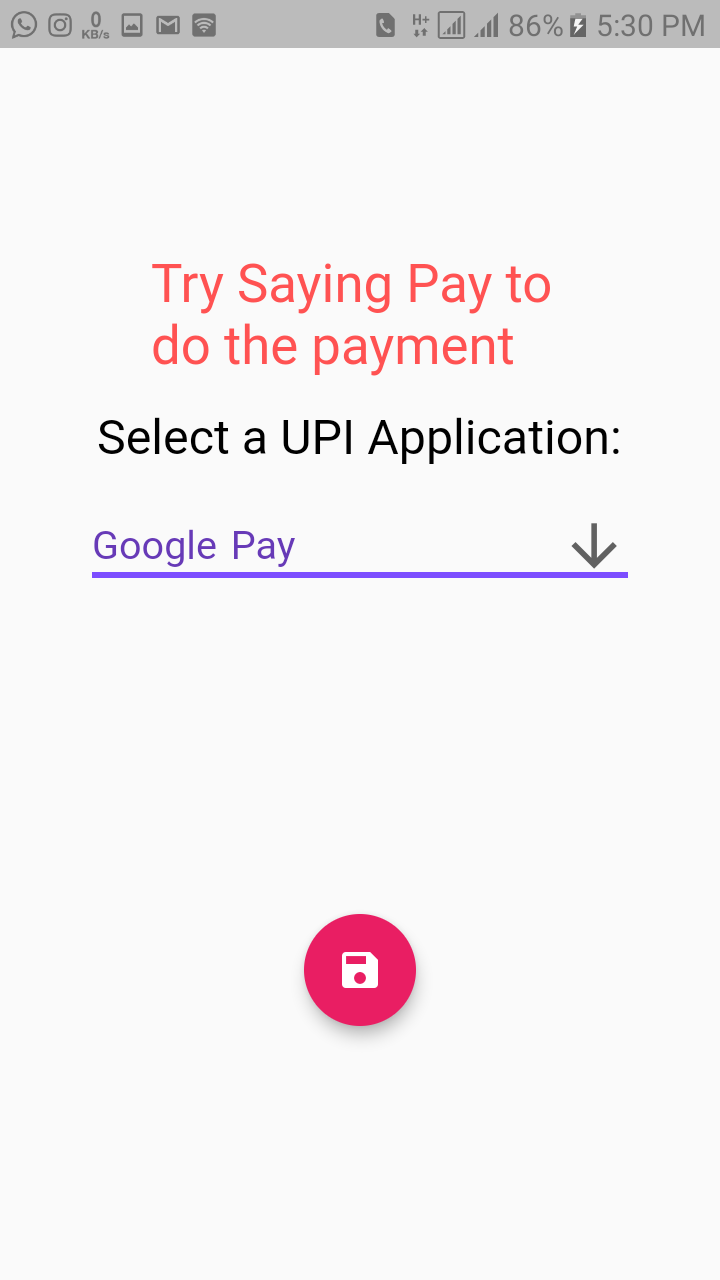 0
KB/s
H+
86%
5:30 PM
Try Saying Pay to
do the payment
Select a UPI Application:
Google Pay